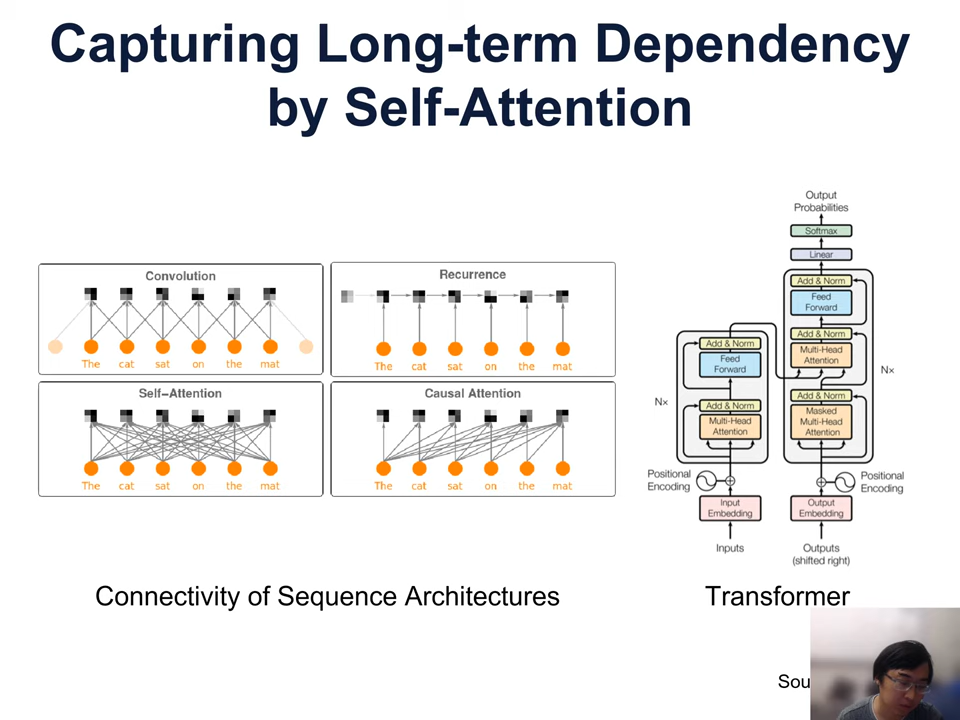 Capturing Long-term Dependency
by Self-Attention
Convolution
The cat sat on the mat
Recurrence
The cat sat on the mat
Self-Attention
The cat sat on the mat
Causal Attention
The cat sat on the mat
Connectivity of Sequence Architectures
Output
Probabilities
Softmax
Linear
Add & Norm
Feed
Forward
Add & Norm
Multi-Head
Attention
Add & Norm
Masked
Multi-Head
Attention
Nx
Positional
Encoding
Output
Embedding
Outputs
(shifted right)
Add & Norm
Feed
Forward
Add & Norm
Multi-Head
Attention
Nx
Positional
Encoding
Input
Embedding
Inputs
Transformer